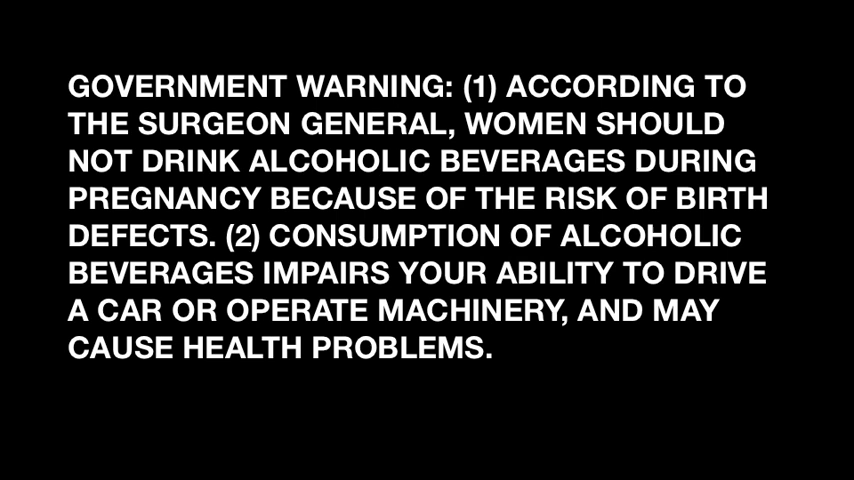 GOVERNMENT WARNING: (1) ACCORDING TO
THE SURGEON GENERAL, WOMEN SHOULD
NOT DRINK ALCOHOLIC BEVERAGES DURING
PREGNANCY BECAUSE OF THE RISK OF BIRTH
DEFECTS. (2) CONSUMPTION OF ALCOHOLIC
BEVERAGES IMPAIRS YOUR ABILITY TO DRIVE
A CAR OR OPERATE MACHINERY, AND MAY
CAUSE HEALTH PROBLEMS.